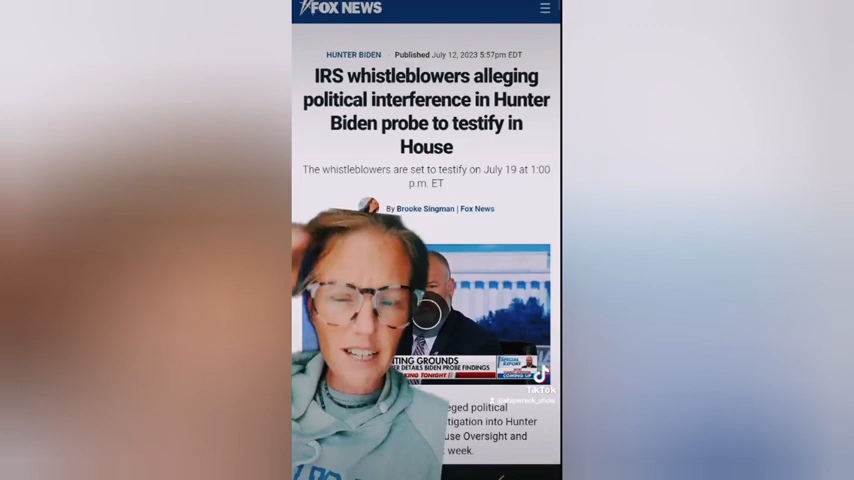 FOX NEWS
HUNTER BIDEN Published July 12, 2023 5:57pm EDT
IRS whistleblowers alleging
political interference in Hunter
Biden probe to testify in
House
The whistleblowers are set to testify on July 19 at 1:00
p.m. ET
By Brooke Singman | Fox News
TING GROUNDS
ER DETAILS BIDEN PROBE FINDINGS
KING TONIGHT
SPECIAL
REPORT
COMING UP
TikTok
eged political
tigation into Hunter
use Oversight and
week.